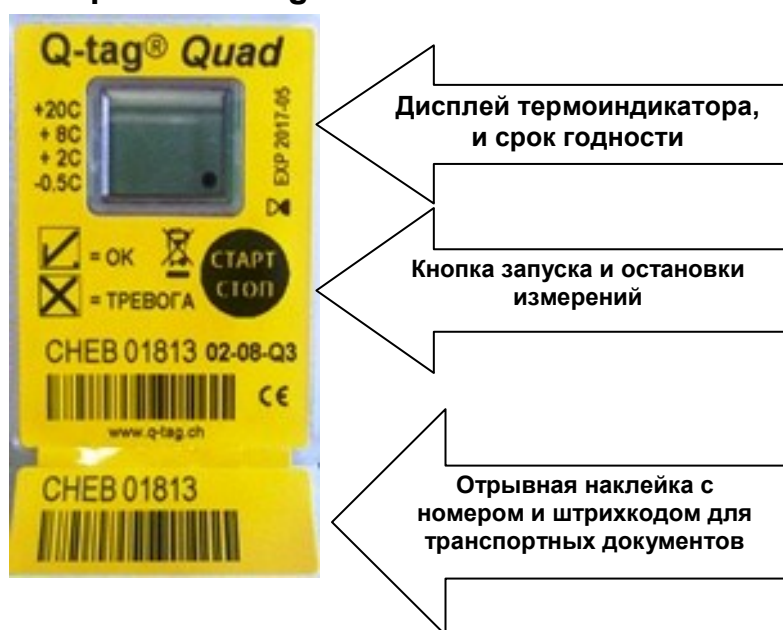 Q-tag® Quad
+20C
+ 8C
+ 2C
-0.5C
EXP 2017-05
= OK
= ТРЕВОГА
СТАРТ
СТОП
CHEB 01813 02-08-Q3
CE
www.q-tag.ch
CHEB 01813
Дисплей термоиндикатора,
и срок годности
Кнопка запуска и остановки
измерений
Отрывная наклейка с
номером и штрихкодом для
транспортных документов